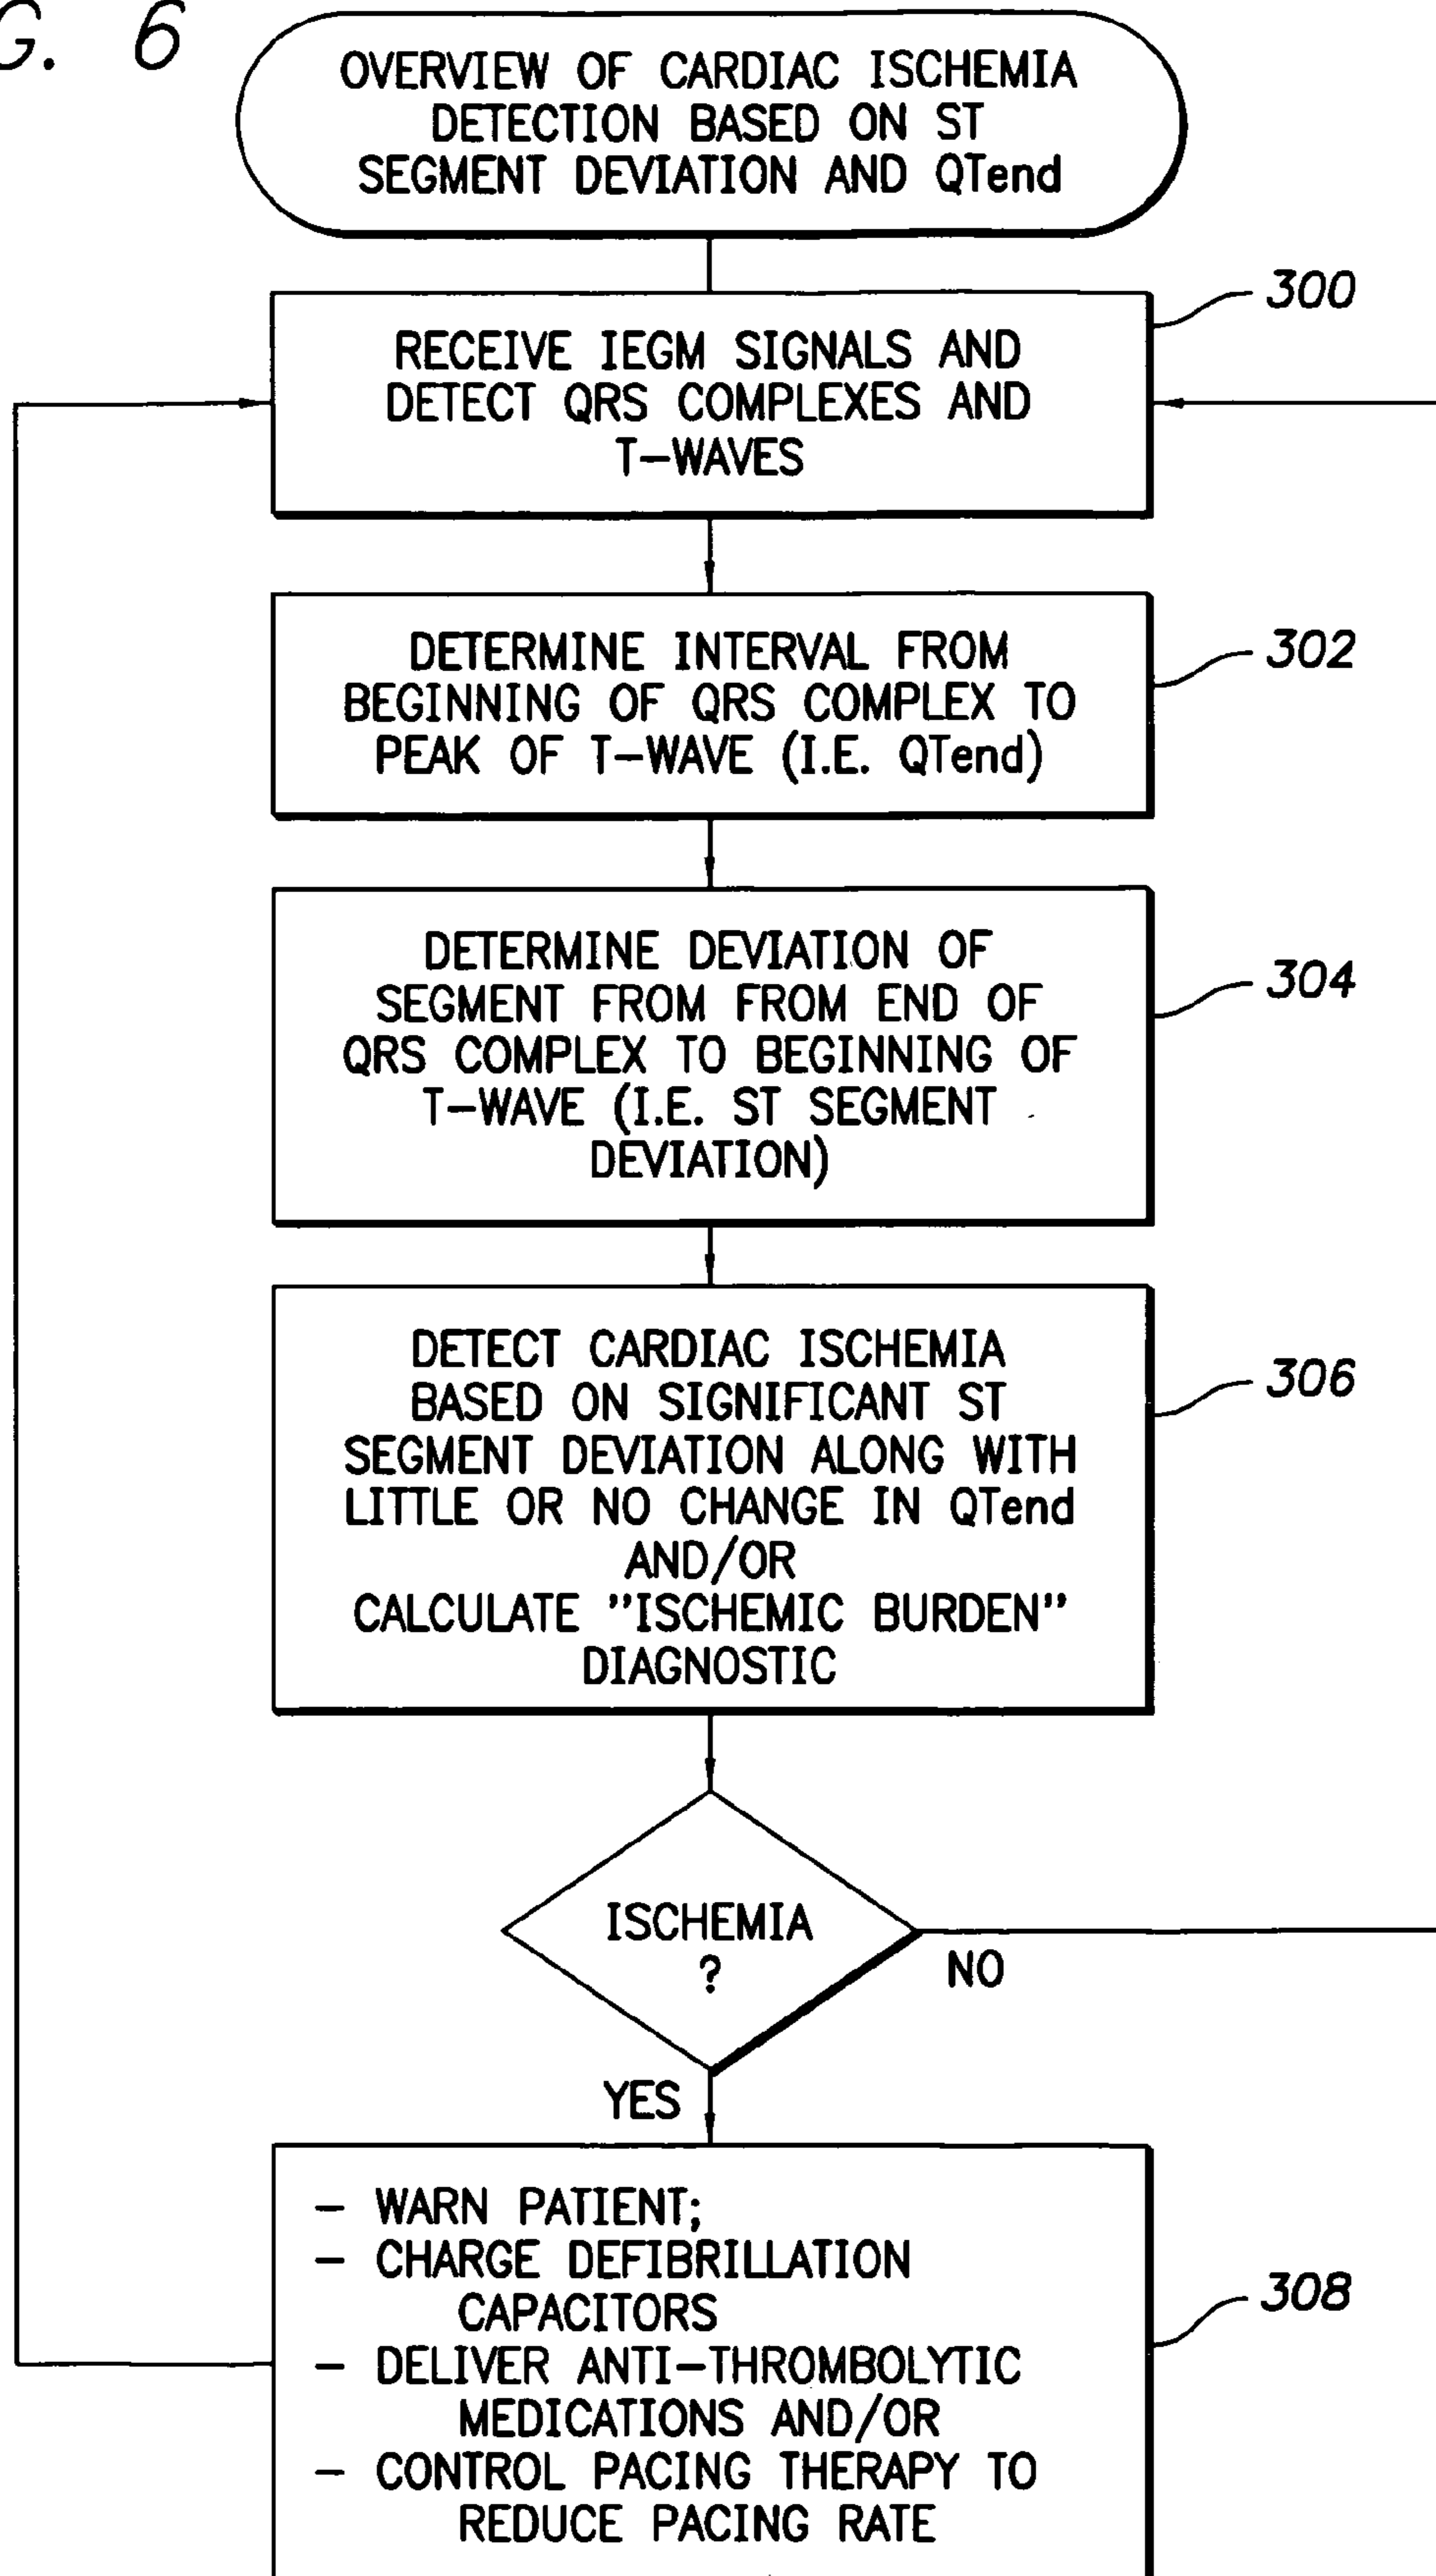 G. 6
OVERVIEW OF CARDIAC ISCHEMIA
DETECTION BASED ON ST
SEGMENT DEVIATION AND QTend
300
RECEIVE IEGM SIGNALS AND
DETECT QRS COMPLEXES AND
T-WAVES
302
DETERMINE INTERVAL FROM
BEGINNING OF QRS COMPLEX TO
PEAK OF T-WAVE (I.E. QTend)
304
DETERMINE DEVIATION OF
SEGMENT FROM FROM END OF
QRS COMPLEX TO BEGINNING OF
T-WAVE (I.E. ST SEGMENT
DEVIATION)
306
DETECT CARDIAC ISCHEMIA
BASED ON SIGNIFICANT ST
SEGMENT DEVIATION ALONG WITH
LITTLE OR NO CHANGE IN QTend
AND/OR
CALCULATE "ISCHEMIC BURDEN"
DIAGNOSTIC
ISCHEMIA
?
NO
YES
308
- WARN PATIENT;
- CHARGE DEFIBRILLATION
CAPACITORS
- DELIVER ANTI-THROMBOLYTIC
MEDICATIONS AND/OR
- CONTROL PACING THERAPY TO
REDUCE PACING RATE